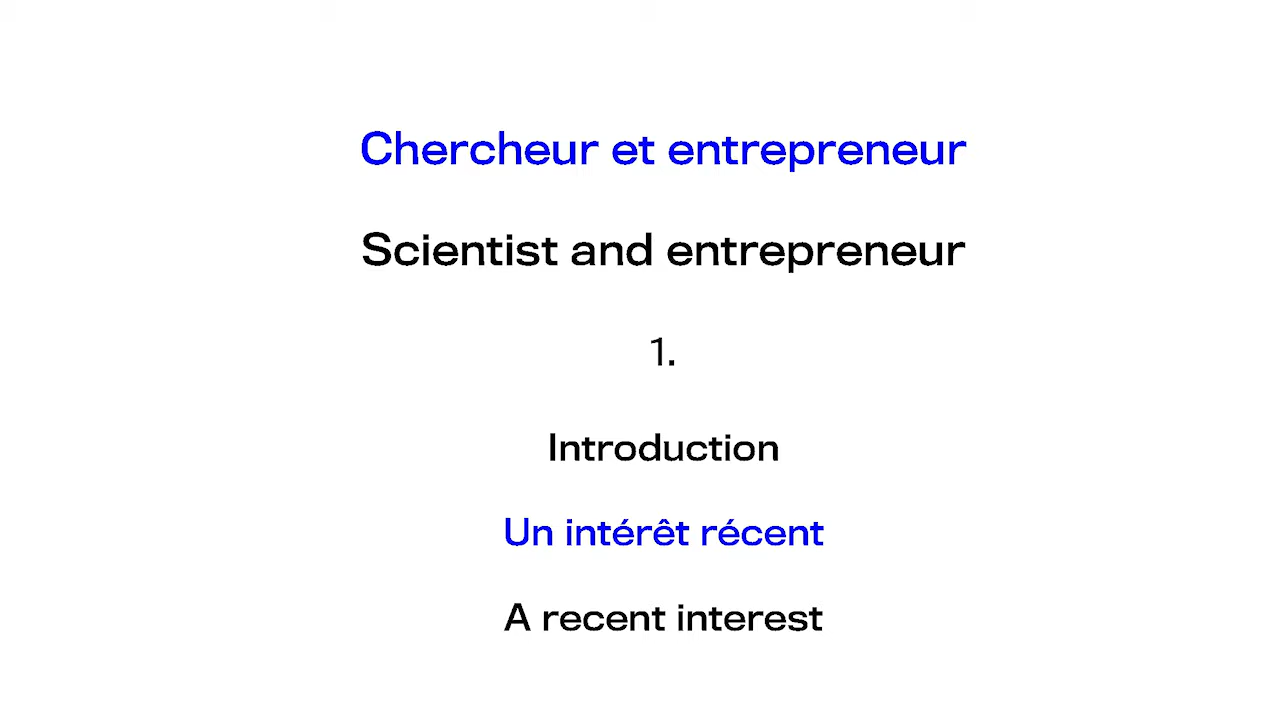 Chercheur et entrepreneur
Scientist and entrepreneur
1.
Introduction
Un intérêt récent
A recent interest